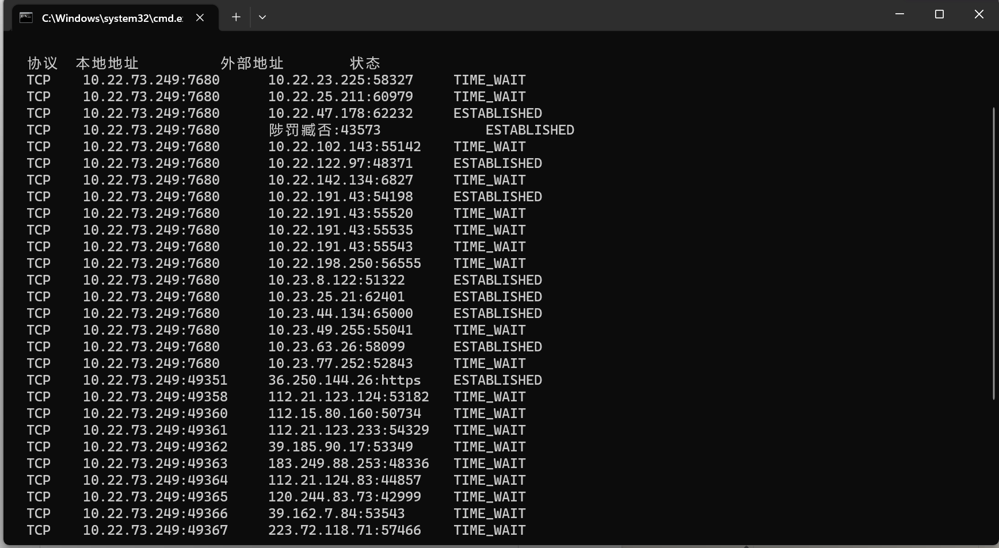 C:\Windows\system32\cmd.e
协议 本地地址 外部地址 状态
TCP 10.22.73.249:7680 10.22.23.225:58327 TIME_WAIT
TCP 10.22.73.249:7680 10.22.25.211:60979 TIME_WAIT
TCP 10.22.73.249:7680 10.22.47.178:62232 ESTABLISHED
TCP 10.22.73.249:7680 陟罚臧否:43573 ESTABLISHED
TCP 10.22.73.249:7680 10.22.102.143:55142 TIME_WAIT
TCP 10.22.73.249:7680 10.22.122.97:48371 ESTABLISHED
TCP 10.22.73.249:7680 10.22.142.134:6827 TIME_WAIT
TCP 10.22.73.249:7680 10.22.191.43:54198 ESTABLISHED
TCP 10.22.73.249:7680 10.22.191.43:55520 TIME_WAIT
TCP 10.22.73.249:7680 10.22.191.43:55535 TIME_WAIT
TCP 10.22.73.249:7680 10.22.191.43:55543 TIME_WAIT
TCP 10.22.73.249:7680 10.22.198.250:56555 TIME_WAIT
TCP 10.22.73.249:7680 10.23.8.122:51322 ESTABLISHED
TCP 10.22.73.249:7680 10.23.25.21:62401 ESTABLISHED
TCP 10.22.73.249:7680 10.23.44.134:65000 ESTABLISHED
TCP 10.22.73.249:7680 10.23.49.255:55041 TIME_WAIT
TCP 10.22.73.249:7680 10.23.63.26:58099 ESTABLISHED
TCP 10.22.73.249:7680 10.23.77.252:52843 TIME_WAIT
TCP 10.22.73.249:49351 36.250.144.26:https ESTABLISHED
TCP 10.22.73.249:49358 112.21.123.124:53182 TIME_WAIT
TCP 10.22.73.249:49360 112.15.80.160:50734 TIME_WAIT
TCP 10.22.73.249:49361 112.21.123.233:54329 TIME_WAIT
TCP 10.22.73.249:49362 39.185.90.17:53349 TIME_WAIT
TCP 10.22.73.249:49363 183.249.88.253:48336 TIME_WAIT
TCP 10.22.73.249:49364 112.21.124.83:44857 TIME_WAIT
TCP 10.22.73.249:49365 120.244.83.73:42999 TIME_WAIT
TCP 10.22.73.249:49366 39.162.7.84:53543 TIME_WAIT
TCP 10.22.73.249:49367 223.72.118.71:57466 TIME_WAIT